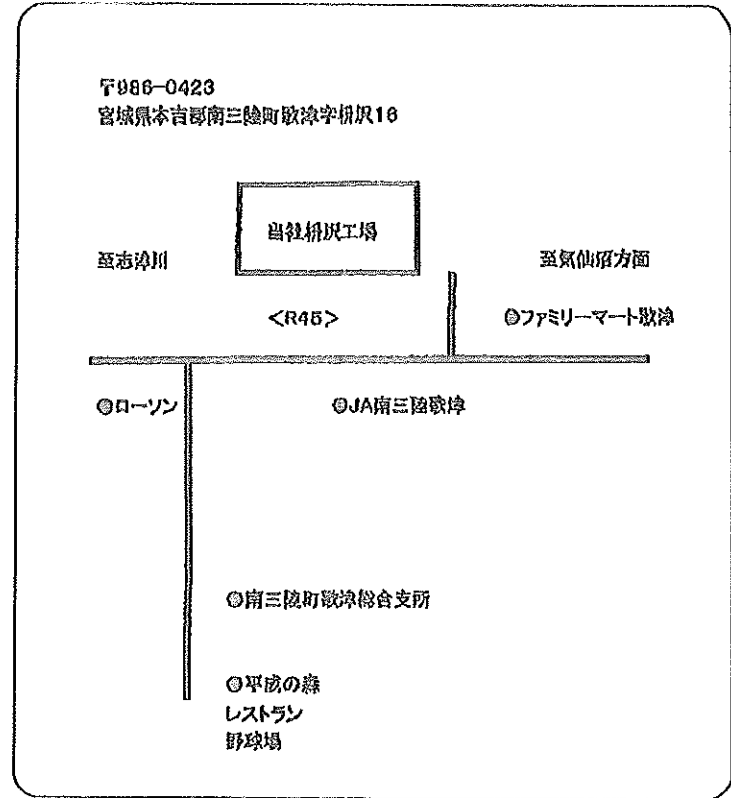 〒986-0423
宮城県本吉郡南三陸町歌津字枡沢16
当社枡沢工場
至志津川
至気仙沼方面
<R45>
◎ファミリーマート歌津
◎ローソン
◎JA南三陸歌津
◎南三陸町歌津総合支所
◎平成の森
レストラン
野球場